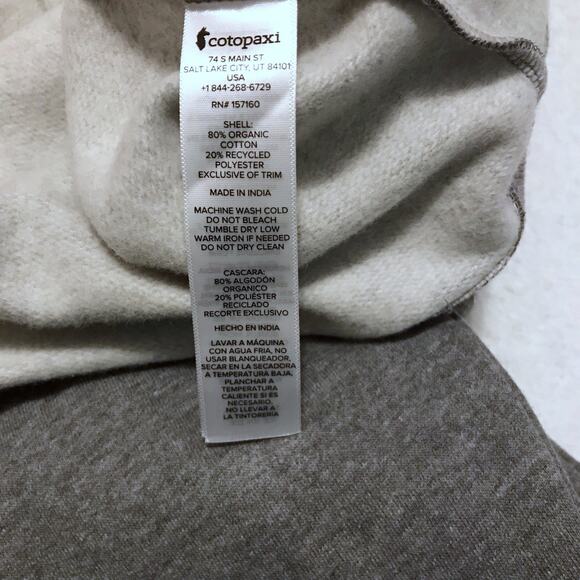 cotopaxi
74 S MAIN ST
SALT LAKE CITY, UT 84101
USA
+1 844-268-6729
RN# 157160
SHELL:
80% ORGANIC
COTTON
20% RECYCLED
POLYESTER
EXCLUSIVE OF TRIM
MADE IN INDIA
MACHINE WASH COLD
DO NOT BLEACH
TUMBLE DRY LOW
WARM IRON IF NEEDED
DO NOT DRY CLEAN
CASCARA:
80% ALGODÓN
ORGANICO
20% POLIÉSTER
RECICLADO
RECORTE EXCLUSIVO
HECHO EN INDIA
LAVAR A MÁQUINA
CON AGUA FRIA, NO
USAR BLANQUEADOR,
SECAR EN LA SECADORA
A TEMPERATURA BAJA,
PLANCHAR A
TEMPERATURA
CALIENTE SI ES
NECESARIO.
NO LLEVAR A
LA TINTORERÍA